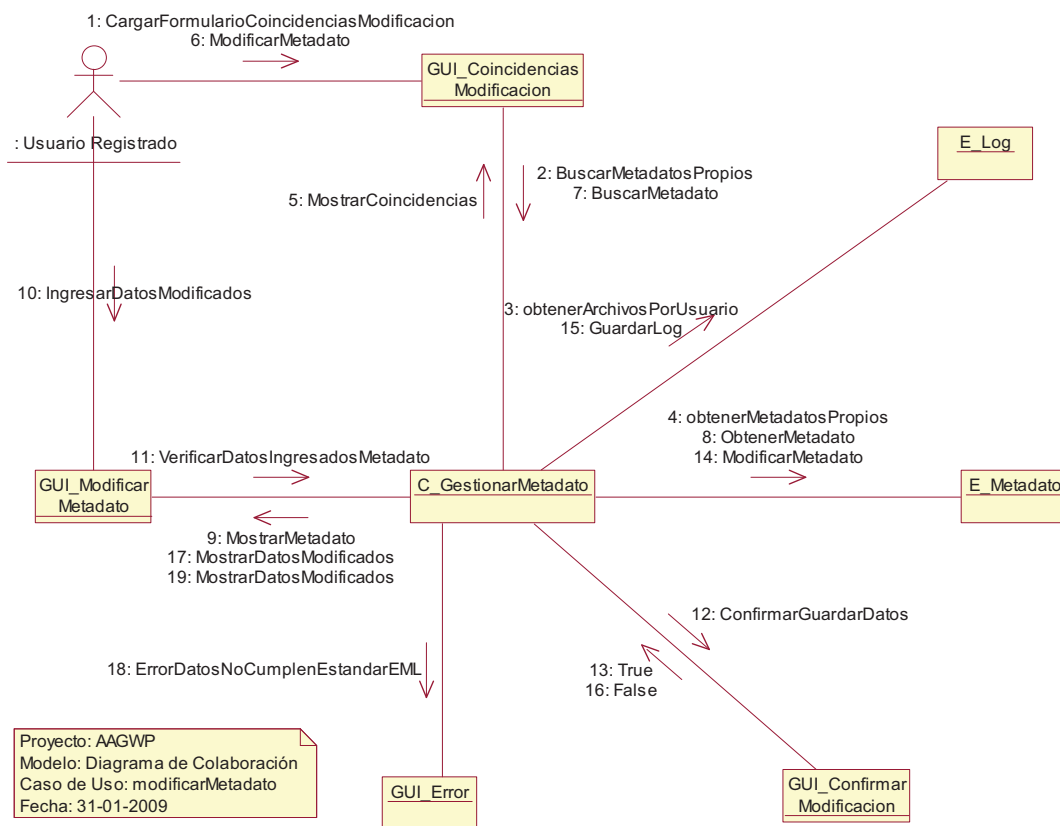 1: CargarFormularioCoincidenciasModificacion
6: ModificarMetadato
GUI_Coincidencias
Modificacion
: Usuario Registrado
E_Log
2: BuscarMetadatosPropios
7: BuscarMetadato
5: MostrarCoincidencias
10: IngresarDatosModificados
3: obtenerArchivosPorUsuario
15: GuardarLog
4: obtenerMetadatosPropios
8: ObtenerMetadato
14: ModificarMetadato
11: VerificarDatosIngresadosMetadato
GUI_Modificar
Metadato
C_GestionarMetadato
E_Metadato
9: MostrarMetadato
17: MostrarDatosModificados
19: MostrarDatosModificados
12: ConfirmarGuardarDatos
18: ErrorDatosNoCumplenEstandarEML
13: True
16: False
Proyecto: AAGWP
Modelo: Diagrama de Colaboración
Caso de Uso: modificarMetadato
Fecha: 31-01-2009
GUI_Error
GUI_Confirmar
Modificacion